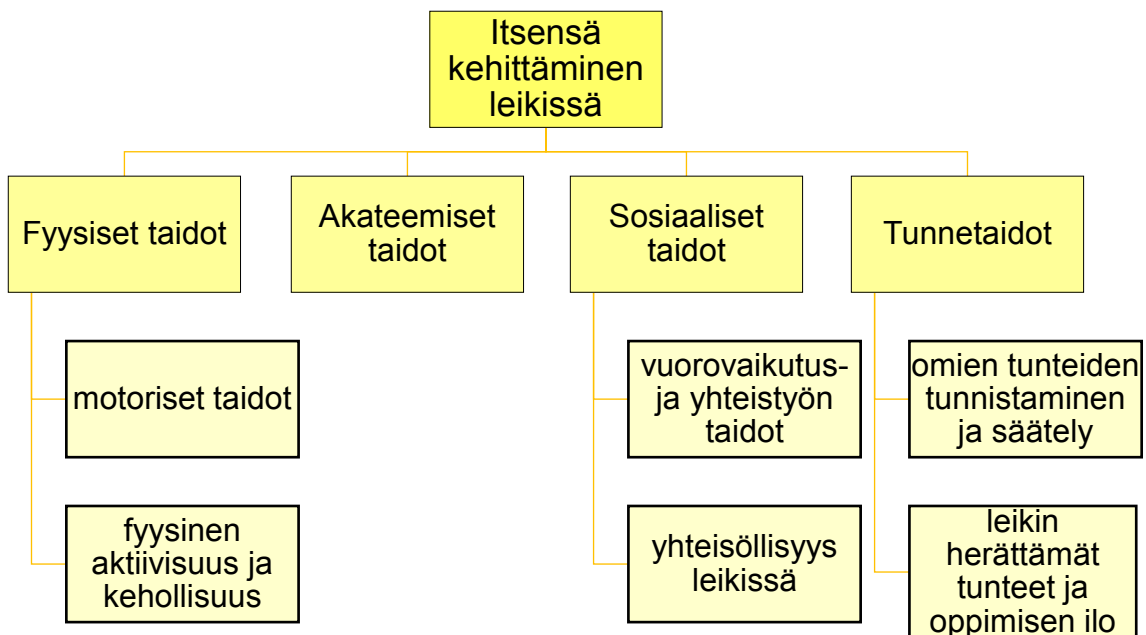 Itsensä
kehittäminen
leikissä
Fyysiset taidot
Akateemiset
taidot
Sosiaaliset
taidot
Tunnetaidot
motoriset taidot
vuorovaikutus-
ja yhteistyön
taidot
omien tunteiden
tunnistaminen
ja säätely
fyysinen
aktiivisuus ja
kehollisuus
yhteisöllisyys
leikissä
leikin
herättämät
tunteet ja
oppimisen ilo